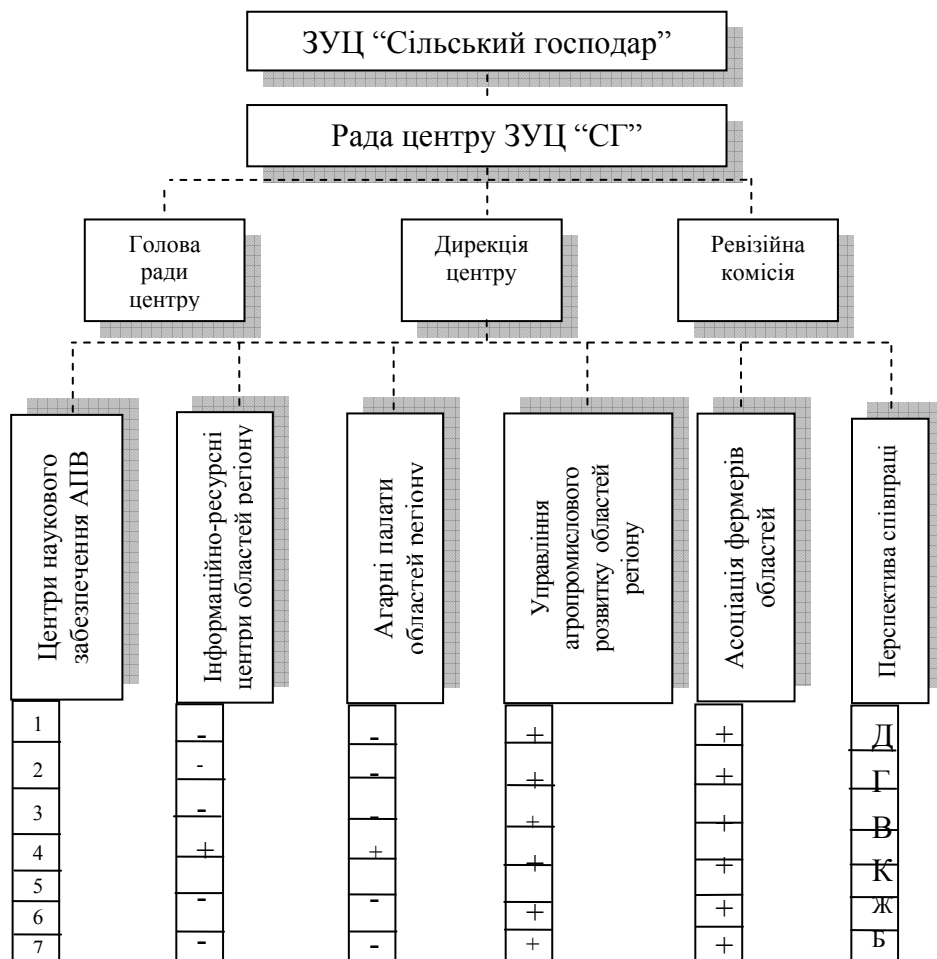 ЗУЦ “Сільський господар”
Рада центру ЗУЦ “СГ”
Голова
ради
центру
Дирекція
центру
Ревізійна
комісія
Центри наукового
забезпечення АПВ
Інформаційно-ресурсні
центри областей регіону
Агарні палати
областей регіону
Управління
агропромислового
розвитку областей
регіону
Асоціація фермерів
областей
Перспектива співпраці
1 - - + + Д
2 - - + + Г
3 - - + + В
4 + + + + К
5
6 - - + + Ж
7 - - + + Б